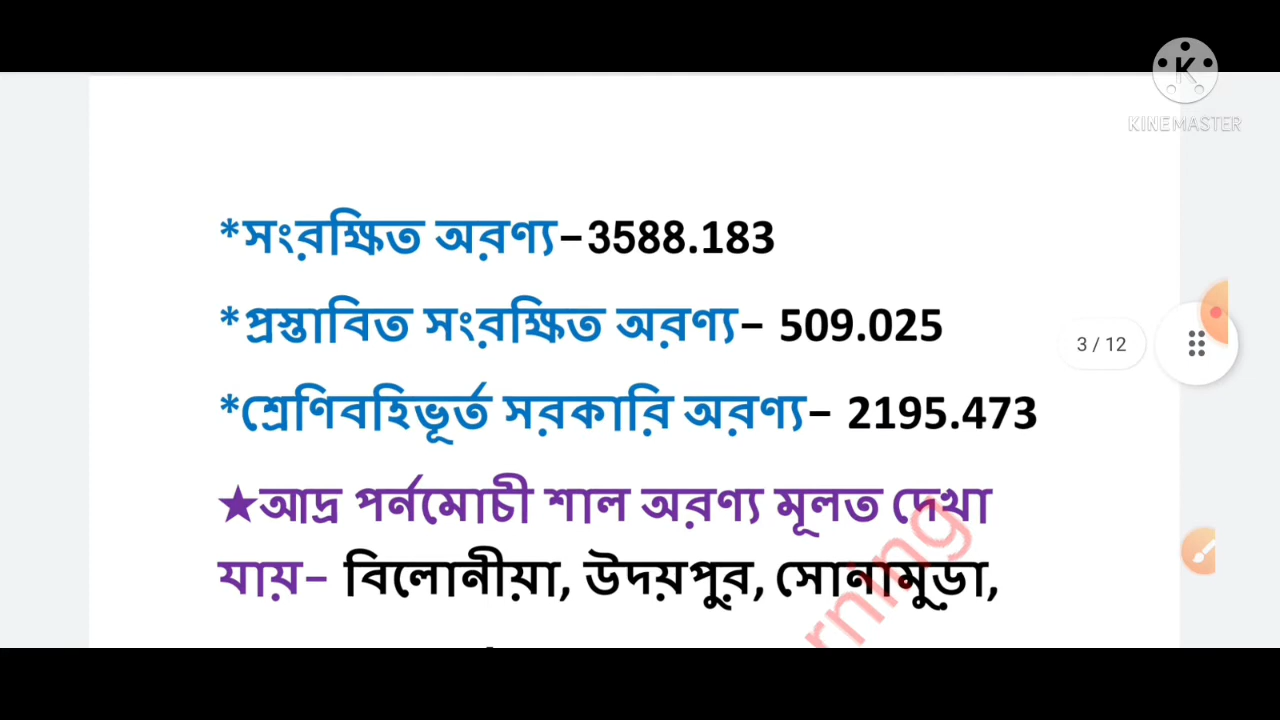 KINEMASTER
*সংরক্ষিত অরণ্য–3588.183
*প্রস্তাবিত সংরক্ষিত অরণ্য– 509.025
3 / 12
*শ্রেণিবহির্ভূত সরকারি অরণ্য– 2195.473
★আদ্র পর্নমোচী শাল অরণ্য মূলত দেখা
যায়– বিলোনীয়া, উদয়পুর, সোনামুড়া,
rning